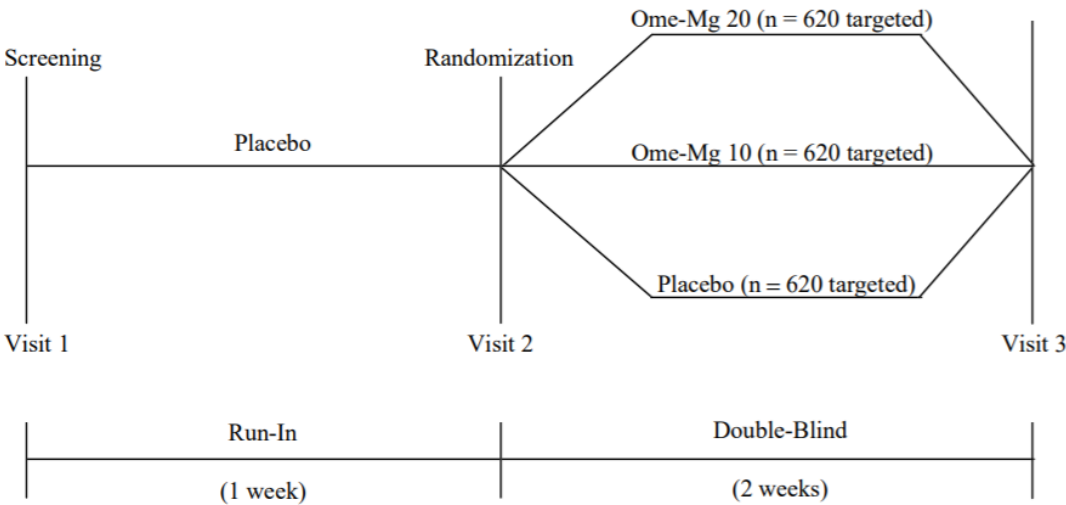 Ome-Mg 20 (n = 620 targeted)
Screening
Randomization
Placebo
Ome-Mg 10 (n = 620 targeted)
Placebo (n = 620 targeted)
Visit 1
Visit 2
Visit 3
Run-In
Double-Blind
(1 week)
(2 weeks)